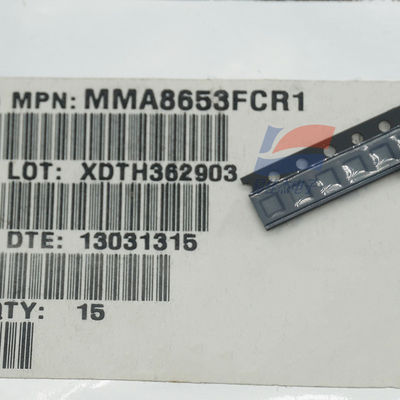 MPN: MMA8653FCR1
LOT: XDTH362903
DTE: 13031315
QTY: 15